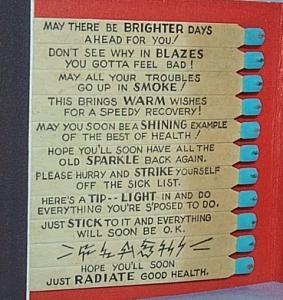 MAY THERE BE BRIGHTER DAYS
AHEAD FOR YOU!
DON'T SEE WHY IN BLAZES
YOU GOTTA FEEL BAD!
MAY ALL YOUR TROUBLES
GO UP IN SMOKE!
THIS BRINGS WARM WISHES
FOR A SPEEDY RECOVERY!
MAY YOU SOON BE A SHINING EXAMPLE
OF THE BEST OF HEALTH!
HOPE YOU'LL SOON HAVE ALL THE
OLD SPARKLE BACK AGAIN.
PLEASE HURRY AND STRIKE YOURSELF
OFF THE SICK LIST.
HERE'S A TIP--LIGHT IN AND DO
EVERYTHING YOU'RE S'POSED TO DO.
JUST STICK TO IT AND EVERYTHING
WILL SOON BE O.K.
HOPE YOU'LL SOON
JUST RADIATE GOOD HEALTH.